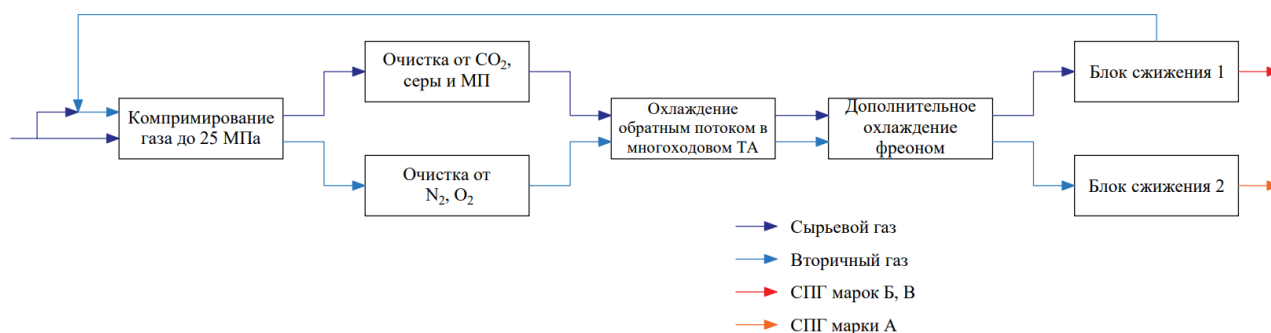 Компримирование
газа до 25 МПа
Очистка от CO₂,
серы и МП
Очистка от
N₂, O₂
Охлаждение
обратным потоком в
многоходовом ТА
Дополнительное
охлаждение
фреоном
Блок сжижения 1
Блок сжижения 2
Сырьевой газ
Вторичный газ
СПГ марок Б, В
СПГ марки А